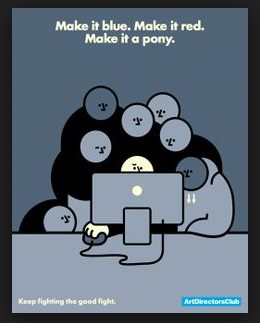 Make it blue. Make it red.
Make it a pony.
Keep fighting the good fight.
ArtDirectorsClub